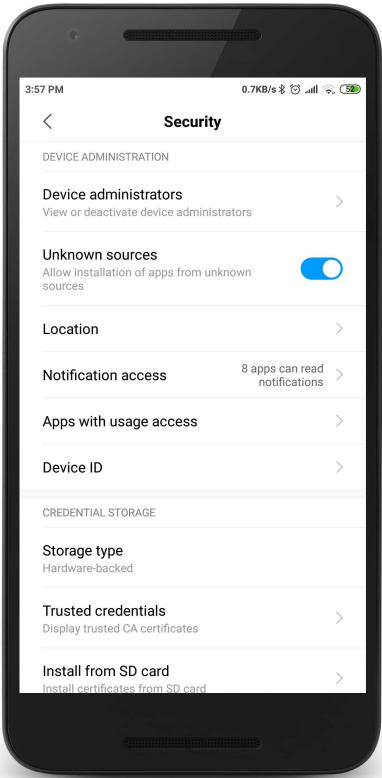 3:57 PM 0.7KB/s 52
Security
DEVICE ADMINISTRATION
Device administrators
View or deactivate device administrators
Unknown sources
Allow installation of apps from unknown
sources
Location
Notification access 8 apps can read
notifications
Apps with usage access
Device ID
CREDENTIAL STORAGE
Storage type
Hardware-backed
Trusted credentials
Display trusted CA certificates
Install from SD card
Install certificates from SD card